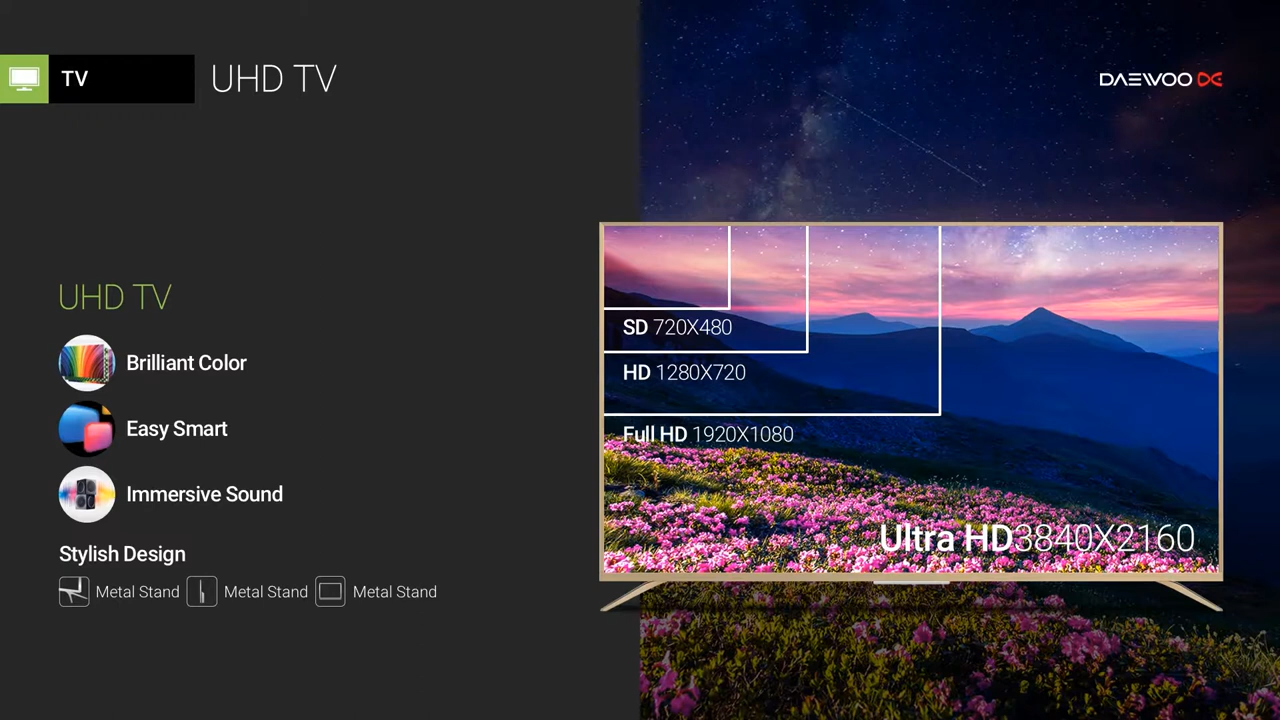 TV
UHD TV
DAEWOO
UHD TV
Brilliant Color
Easy Smart
Immersive Sound
Stylish Design
Metal Stand Metal Stand Metal Stand
SD 720X480
HD 1280X720
Full HD 1920X1080
Ultra HD3840X2160